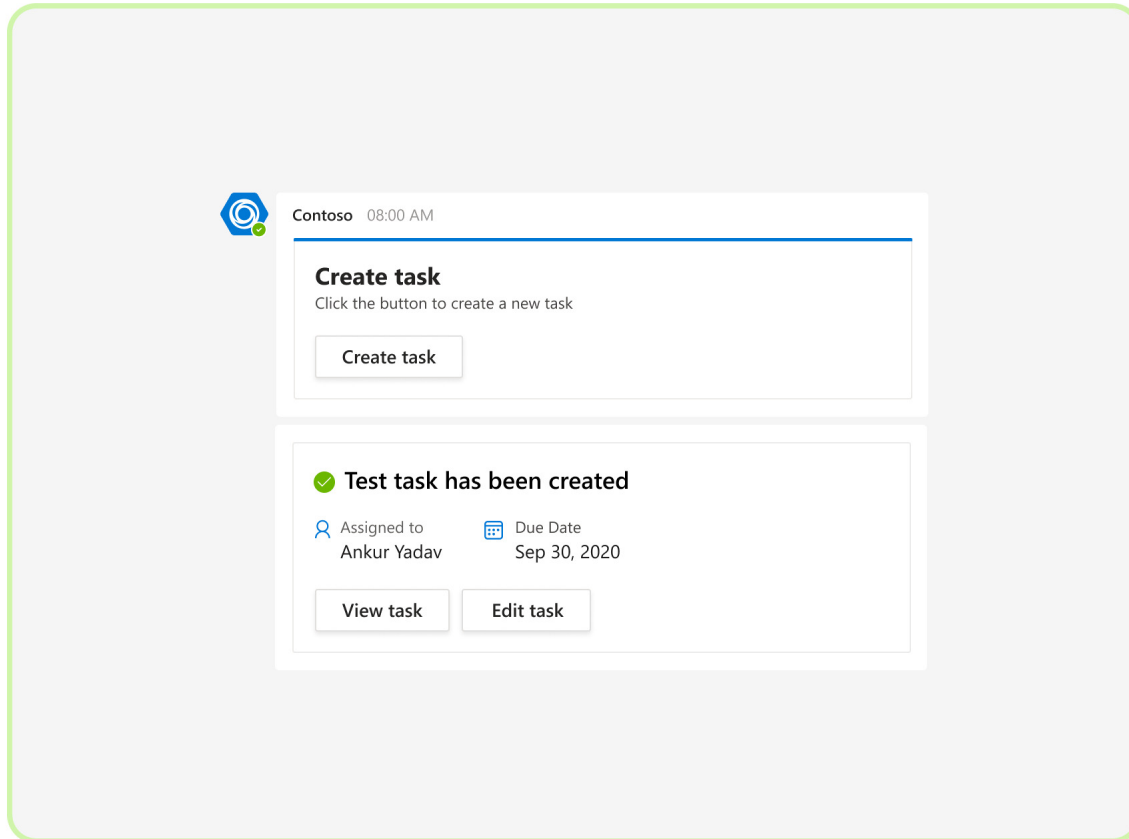 Contoso 08:00 AM
Create task
Click the button to create a new task
Create task
Test task has been created
Assigned to Due Date
Ankur Yadav Sep 30, 2020
View task Edit task